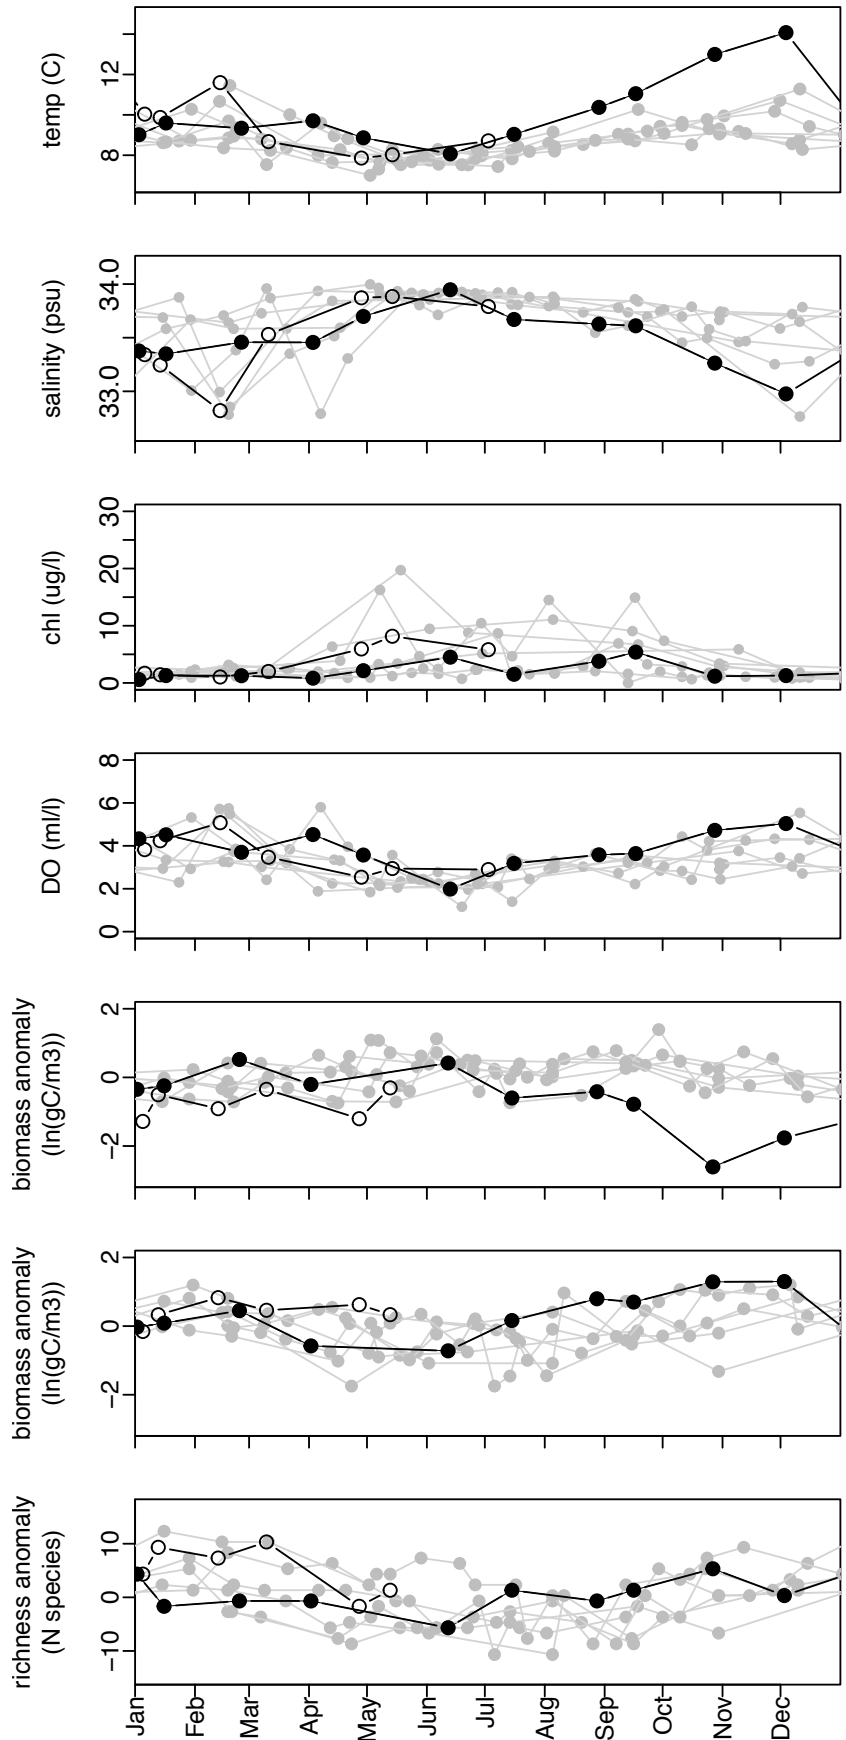 temp (C)
12
8
salinity (psu)
34.0
33.0
chl (ug/l)
30
20
10
0
DO (ml/l)
8
6
4
2
0
biomass anomaly
(ln(gC/m3))
2
0
−2
biomass anomaly
(ln(gC/m3))
2
0
−2
richness anomaly
(N species)
10
0
−10
Jan Feb Mar Apr May Jun Jul Aug Sep Oct Nov Dec